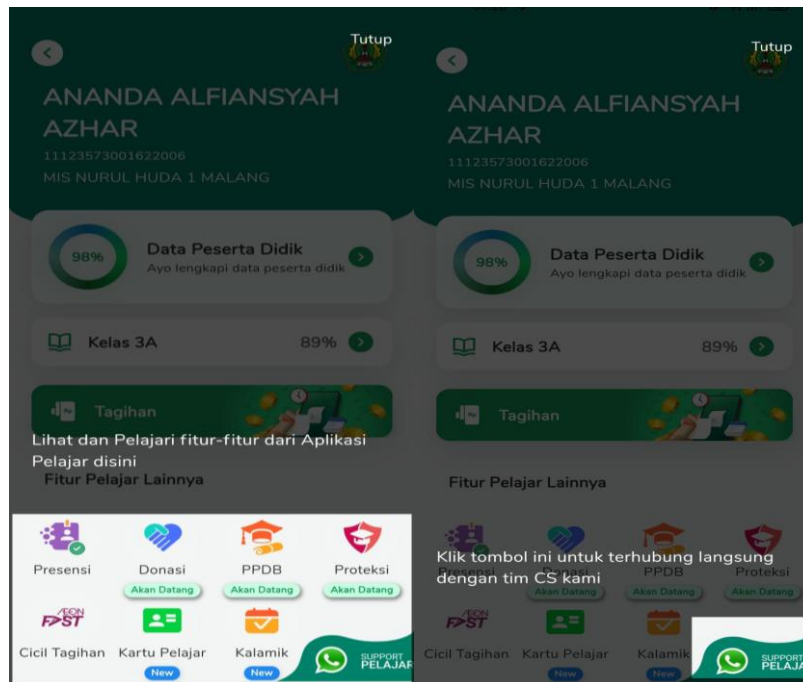 Tutup
ANANDA ALFIANSYAH
AZHAR
11123573001622006
MIS NURUL HUDA 1 MALANG
98%
Data Peserta Didik
Ayo lengkapi data peserta didik
Kelas 3A 89%
Tagihan
Lihat dan Pelajari fitur-fitur dari Aplikasi
Pelajar disini
Fitur Pelajar Lainnya
Presensi Donasi PPDB Proteksi
Akan Datang Akan Datang Akan Datang
AEON
FAST
Cicil Tagihan Kartu Pelajar Kalamik
New New
SUPPORT
PELAJAR
Tutup
ANANDA ALFIANSYAH
AZHAR
11123573001622006
MIS NURUL HUDA 1 MALANG
98%
Data Peserta Didik
Ayo lengkapi data peserta didik
Kelas 3A 89%
Tagihan
Fitur Pelajar Lainnya
Klik tombol ini untuk terhubung langsung
dengan tim CS kami
Presensi Donasi PPDB Proteksi
Akan Datang Akan Datang Akan Datang
AEON
FAST
Cicil Tagihan Kartu Pelajar Kalamik
New New
SUPPORT
PELAJA